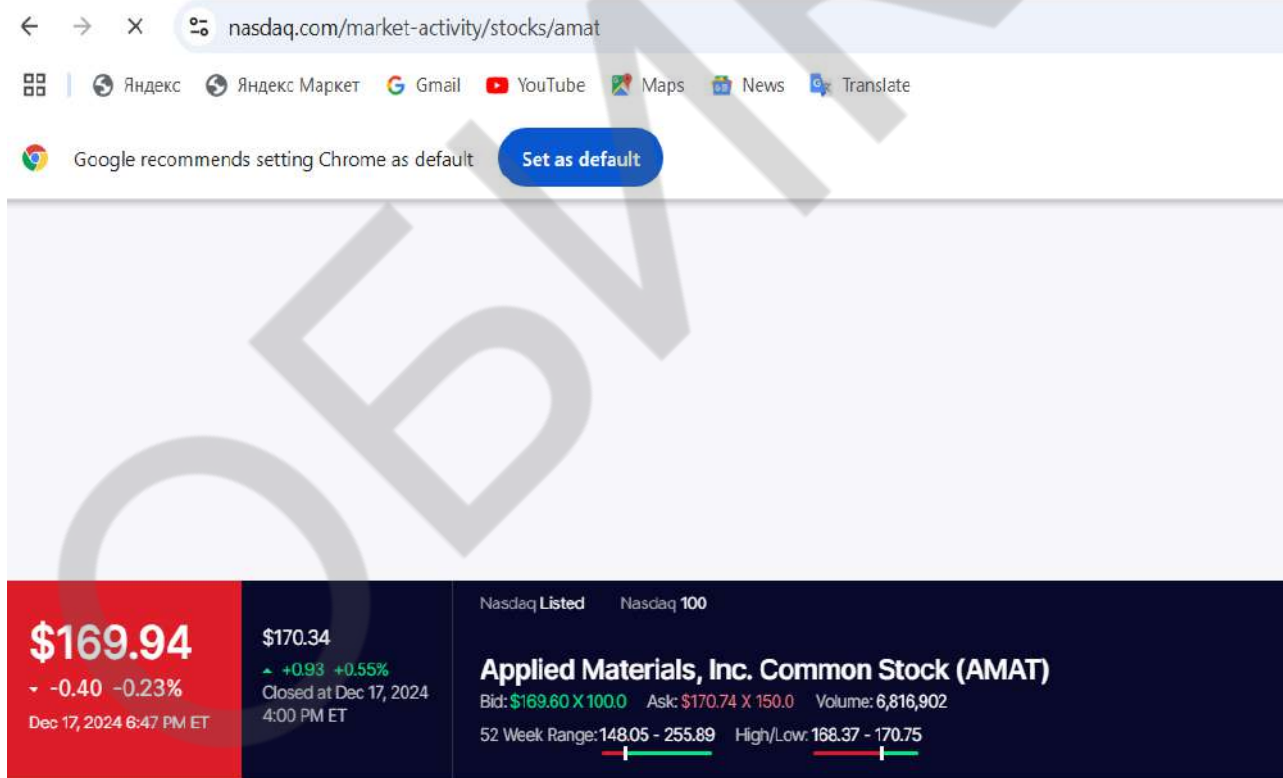 nasdaq.com/market-activity/stocks/amat
Яндекс Яндекс Маркет Gmail YouTube Maps News Translate
Google recommends setting Chrome as default Set as default
Nasdaq Listed Nasdaq 100
$169.94
-0.40 -0.23%
Dec 17, 2024 6:47 PM ET
$170.34
+0.93 +0.55%
Closed at Dec 17, 2024
4:00 PM ET
Applied Materials, Inc. Common Stock (AMAT)
Bid: $169.60 X 100.0 Ask: $170.74 X 150.0 Volume: 6,816,902
52 Week Range: 148.05 - 255.89 High/Low: 168.37 - 170.75